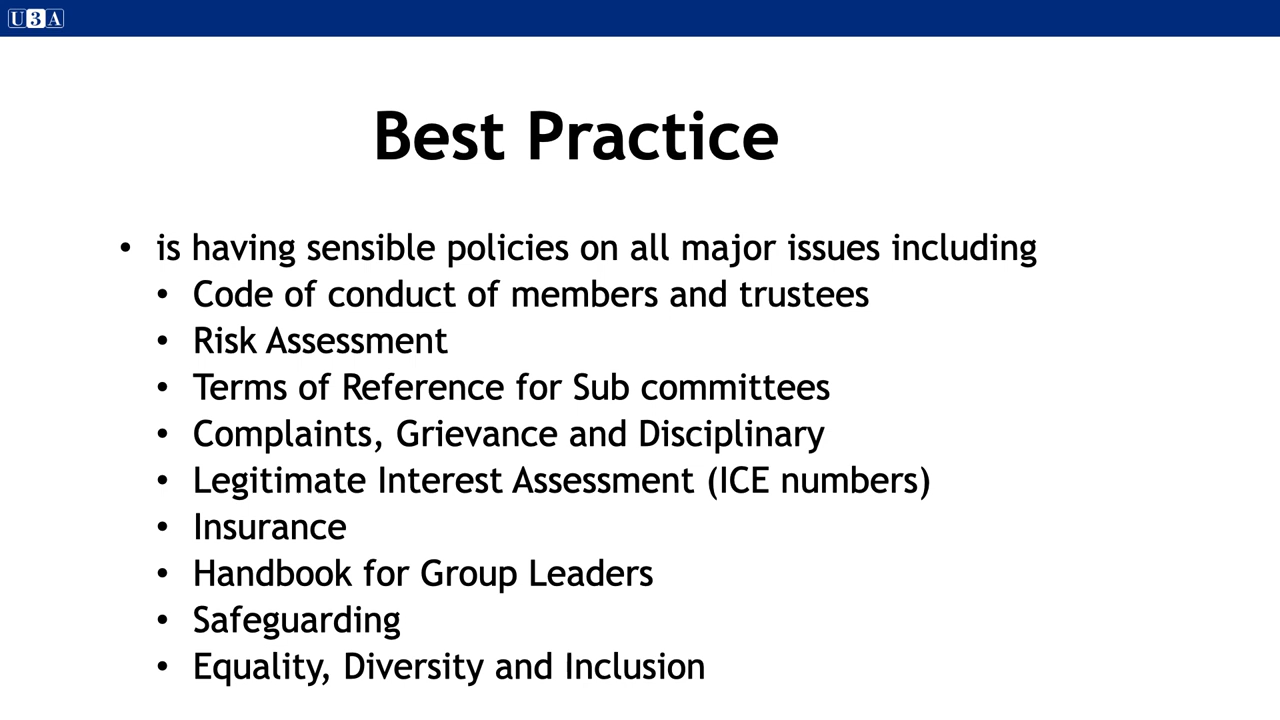 U3A
Best Practice
• is having sensible policies on all major issues including
• Code of conduct of members and trustees
• Risk Assessment
• Terms of Reference for Sub committees
• Complaints, Grievance and Disciplinary
• Legitimate Interest Assessment (ICE numbers)
• Insurance
• Handbook for Group Leaders
• Safeguarding
• Equality, Diversity and Inclusion